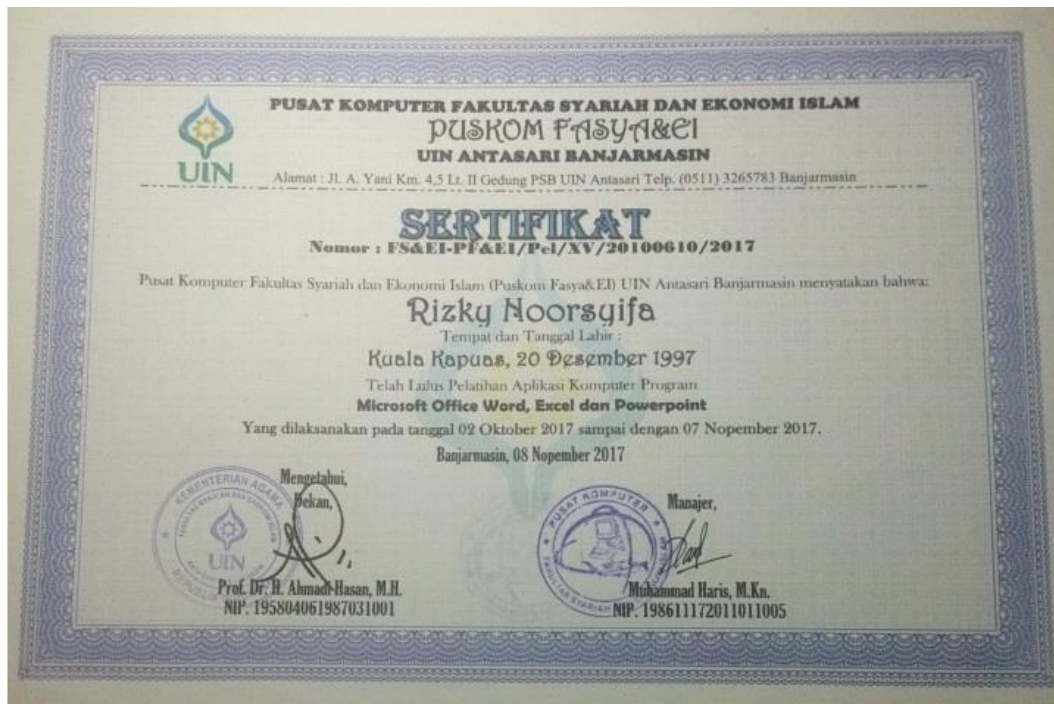 PUSAT KOMPUTER FAKULTAS SYARIAH DAN EKONOMI ISLAM
PUSKOM FASYA&EI
UIN ANTASARI BANJARMASIN
Alamat : Jl. A. Yani Km. 4,5 Lt. II Gedung PSB UIN Antasari Telp. (0511) 3265783 Banjarmasin
UIN
SERTIFIKAT
Nomor : FS&EI-PF&EI/Pel/XV/20100610/2017
Pusat Komputer Fakultas Syariah dan Ekonomi Islam (Puskom Fasya&EI) UIN Antasari Banjarmasin menyatakan bahwa:
Rizky Noorsyifa
Tempat dan Tanggal Lahir :
Kuala Kapuas, 20 Desember 1997
Telah Lulus Pelatihan Aplikasi Komputer Program
Microsoft Office Word, Excel dan Powerpoint
Yang dilaksanakan pada tanggal 02 Oktober 2017 sampai dengan 07 Nopember 2017.
Banjarmasin, 08 Nopember 2017
Mengetahui,
Dekan,
KEMENTERIAN AGAMA
UIN
Prof. Dr. H. Ahmadi Hasan, M.H.
NIP. 195804061987031001
Manajer,
PUSAT KOMPUTER
Muhammad Haris, M.Kn.
NIP. 198611172011011005